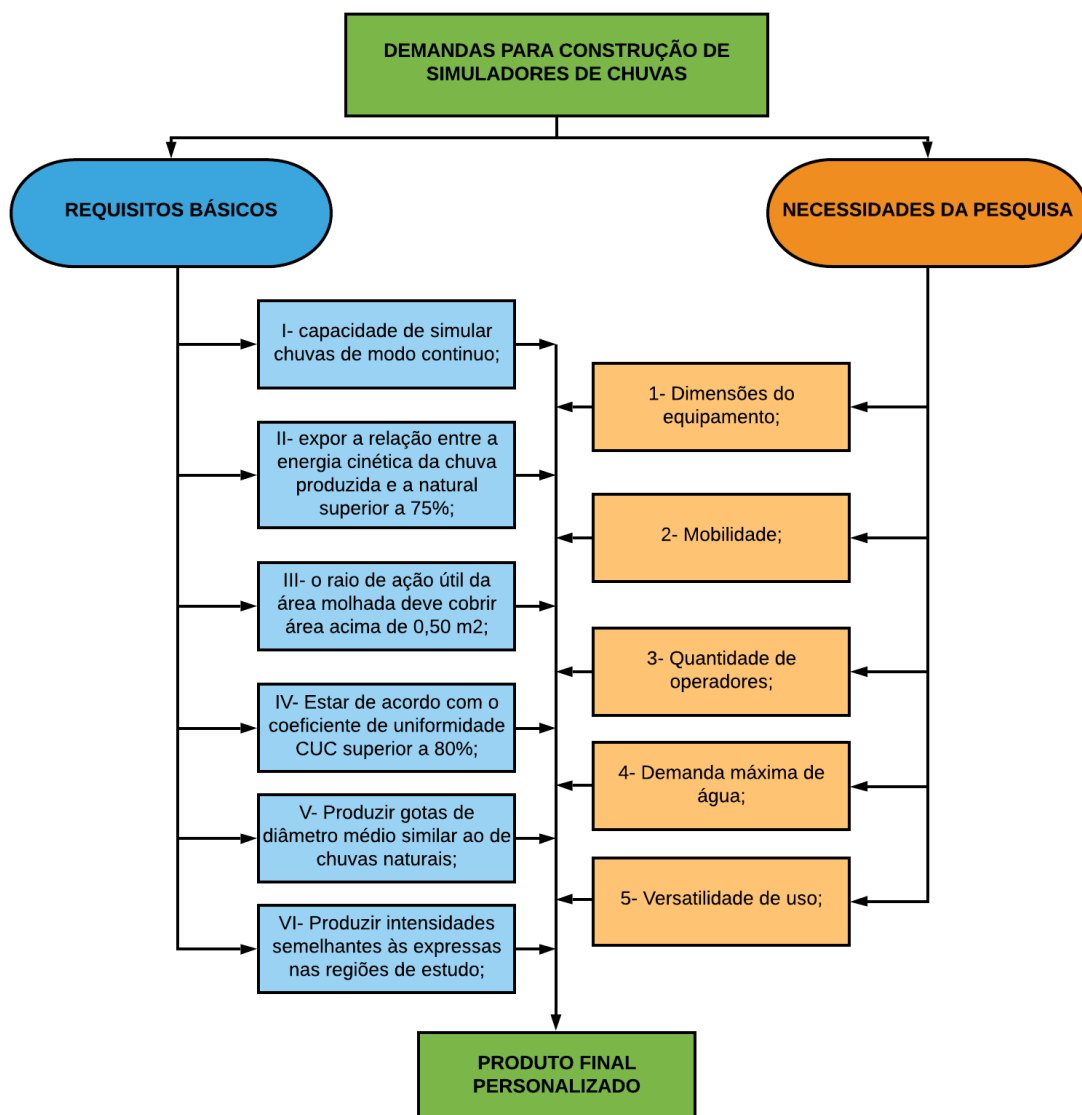 DEMANDAS PARA CONSTRUÇÃO DE
SIMULADORES DE CHUVAS
REQUISITOS BÁSICOS
NECESSIDADES DA PESQUISA
I- capacidade de simular
chuvas de modo continuo;
II- expor a relação entre a
energia cinética da chuva
produzida e a natural
superior a 75%;
III- o raio de ação útil da
área molhada deve cobrir
área acima de 0,50 m2;
IV- Estar de acordo com o
coeficiente de uniformidade
CUC superior a 80%;
V- Produzir gotas de
diâmetro médio similar ao de
chuvas naturais;
VI- Produzir intensidades
semelhantes às expressas
nas regiões de estudo;
1- Dimensões do
equipamento;
2- Mobilidade;
3- Quantidade de
operadores;
4- Demanda máxima de
água;
5- Versatilidade de uso;
PRODUTO FINAL
PERSONALIZADO